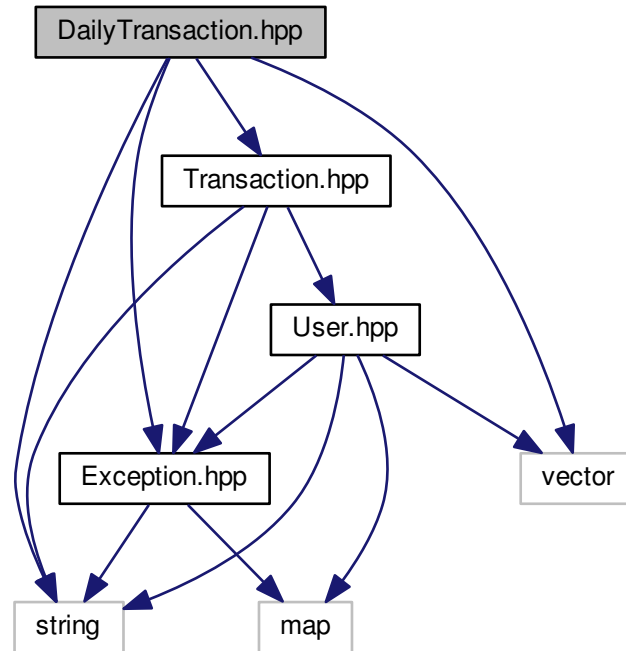 DailyTransaction.hpp
Transaction.hpp
User.hpp
Exception.hpp
vector
string
map